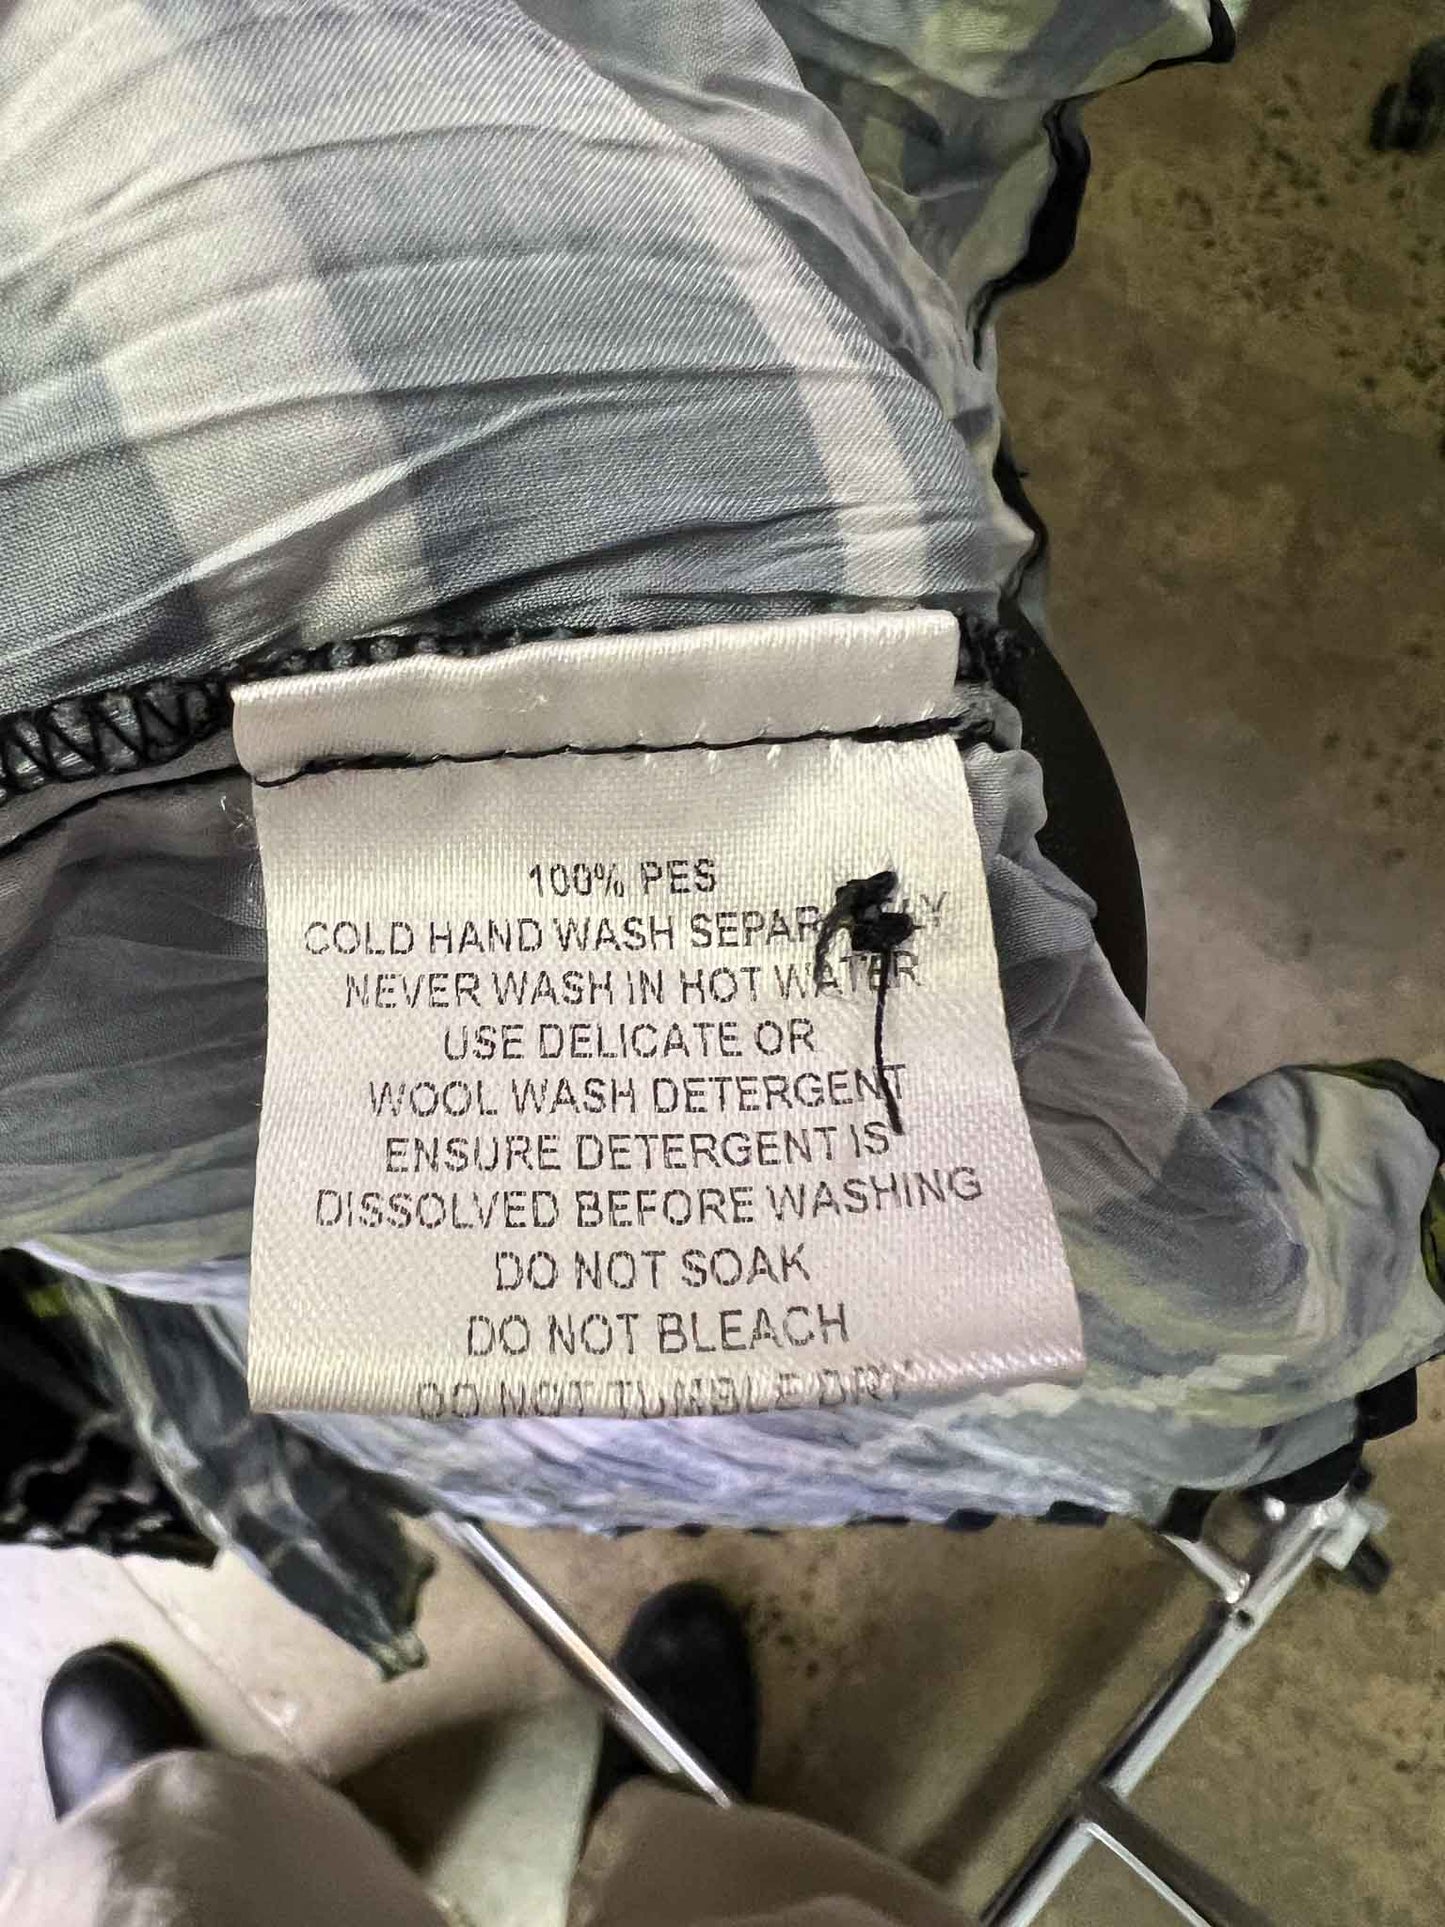 100% PES
COLD HAND WASH SEPARATELY
NEVER WASH IN HOT WATER
USE DELICATE OR
WOOL WASH DETERGENT
ENSURE DETERGENT IS
DISSOLVED BEFORE WASHING
DO NOT SOAK
DO NOT BLEACH
DO NOT TUMBLE DRY